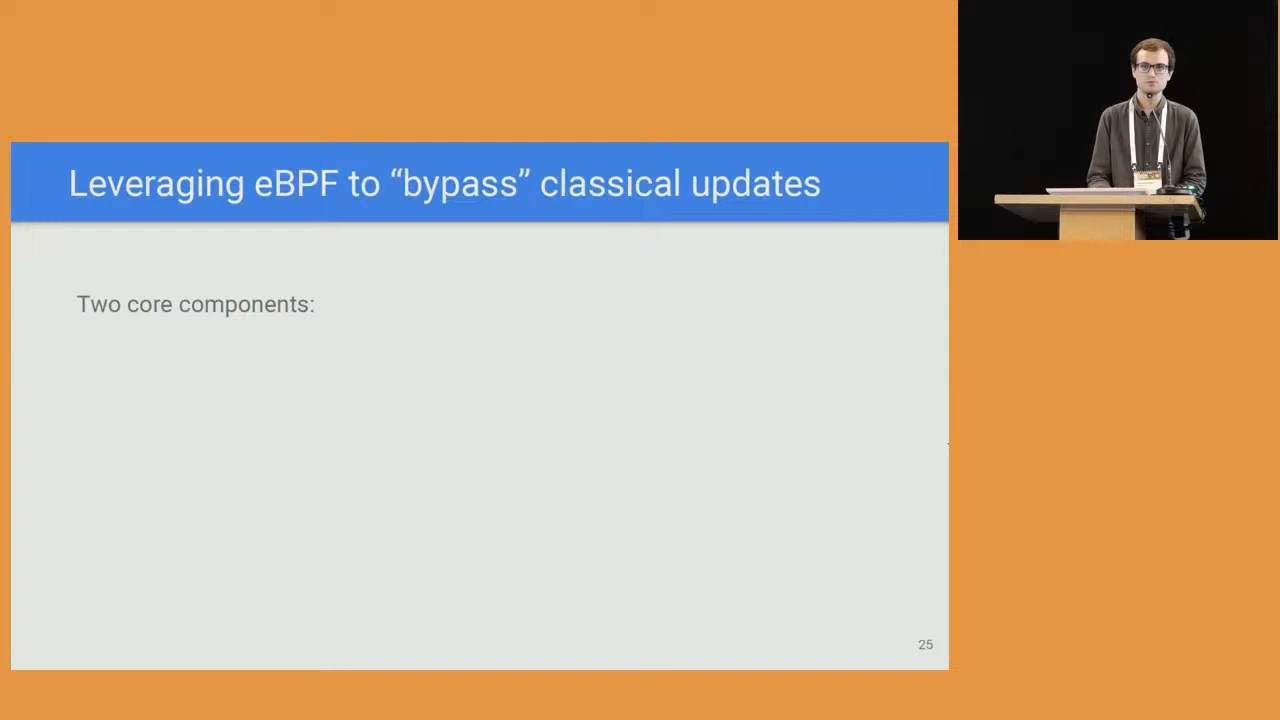 Leveraging eBPF to “bypass” classical updates
Two core components:
25